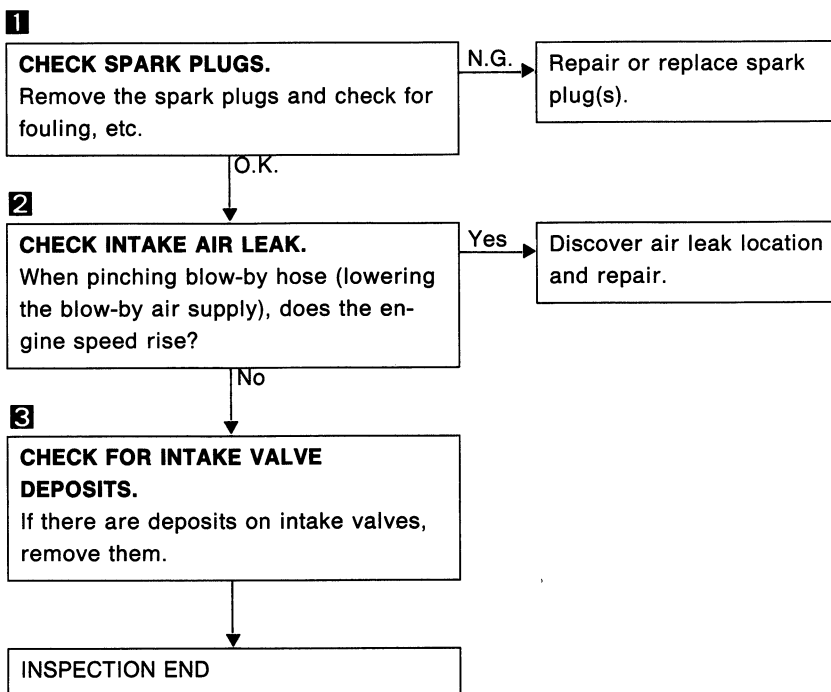 1
CHECK SPARK PLUGS.
Remove the spark plugs and check for
fouling, etc.
N.G.
Repair or replace spark
plug(s).
O.K.
2
CHECK INTAKE AIR LEAK.
When pinching blow-by hose (lowering
the blow-by air supply), does the en-
gine speed rise?
Yes
Discover air leak location
and repair.
No
3
CHECK FOR INTAKE VALVE
DEPOSITS.
If there are deposits on intake valves,
remove them.
INSPECTION END